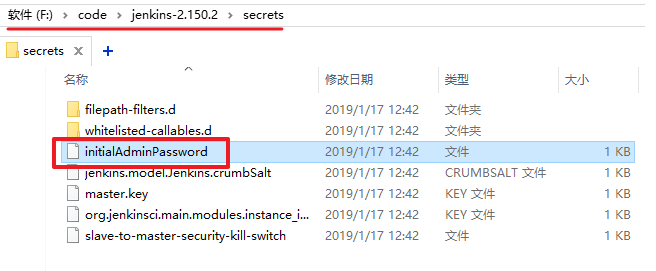 软件 (F:) > code > jenkins-2.150.2 > secrets
secrets × +
名称 修改日期 类型 大小
filepath-filters.d 2019/1/17 12:42 文件夹
whitelisted-callables.d 2019/1/17 12:42 文件夹
initialAdminPassword 2019/1/17 12:42 文件 1 KB
jenkins.model.Jenkins.crumbSalt 2019/1/17 12:42 CRUMBSALT 文件 1 KB
master.key 2019/1/17 12:42 KEY 文件 1 KB
org.jenkinsci.main.modules.instance_i... 2019/1/17 12:42 KEY 文件 1 KB
slave-to-master-security-kill-switch 2019/1/17 12:42 文件 1 KB